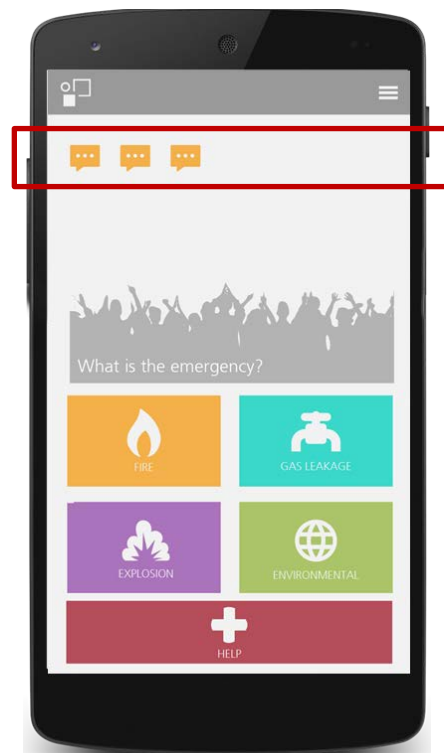 What is the emergency?
FIRE
GAS LEAKAGE
EXPLOSION
ENVIRONMENTAL
HELP